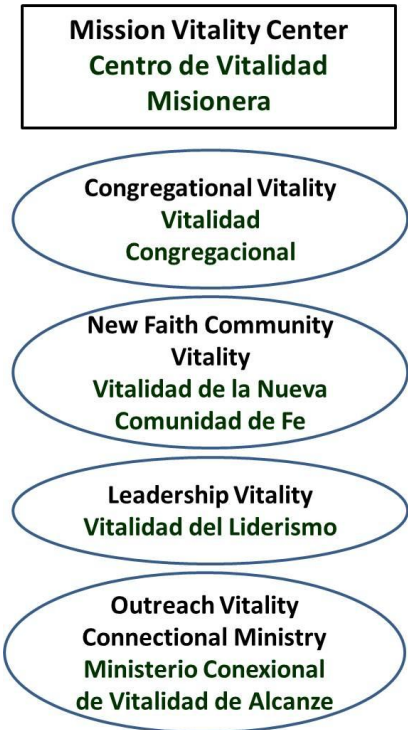 Mission Vitality Center
Centro de Vitalidad
Misionera
Congregational Vitality
Vitalidad
Congregacional
New Faith Community
Vitality
Vitalidad de la Nueva
Comunidad de Fe
Leadership Vitality
Vitalidad del Liderismo
Outreach Vitality
Connectional Ministry
Ministerio Conexional
de Vitalidad de Alcanze